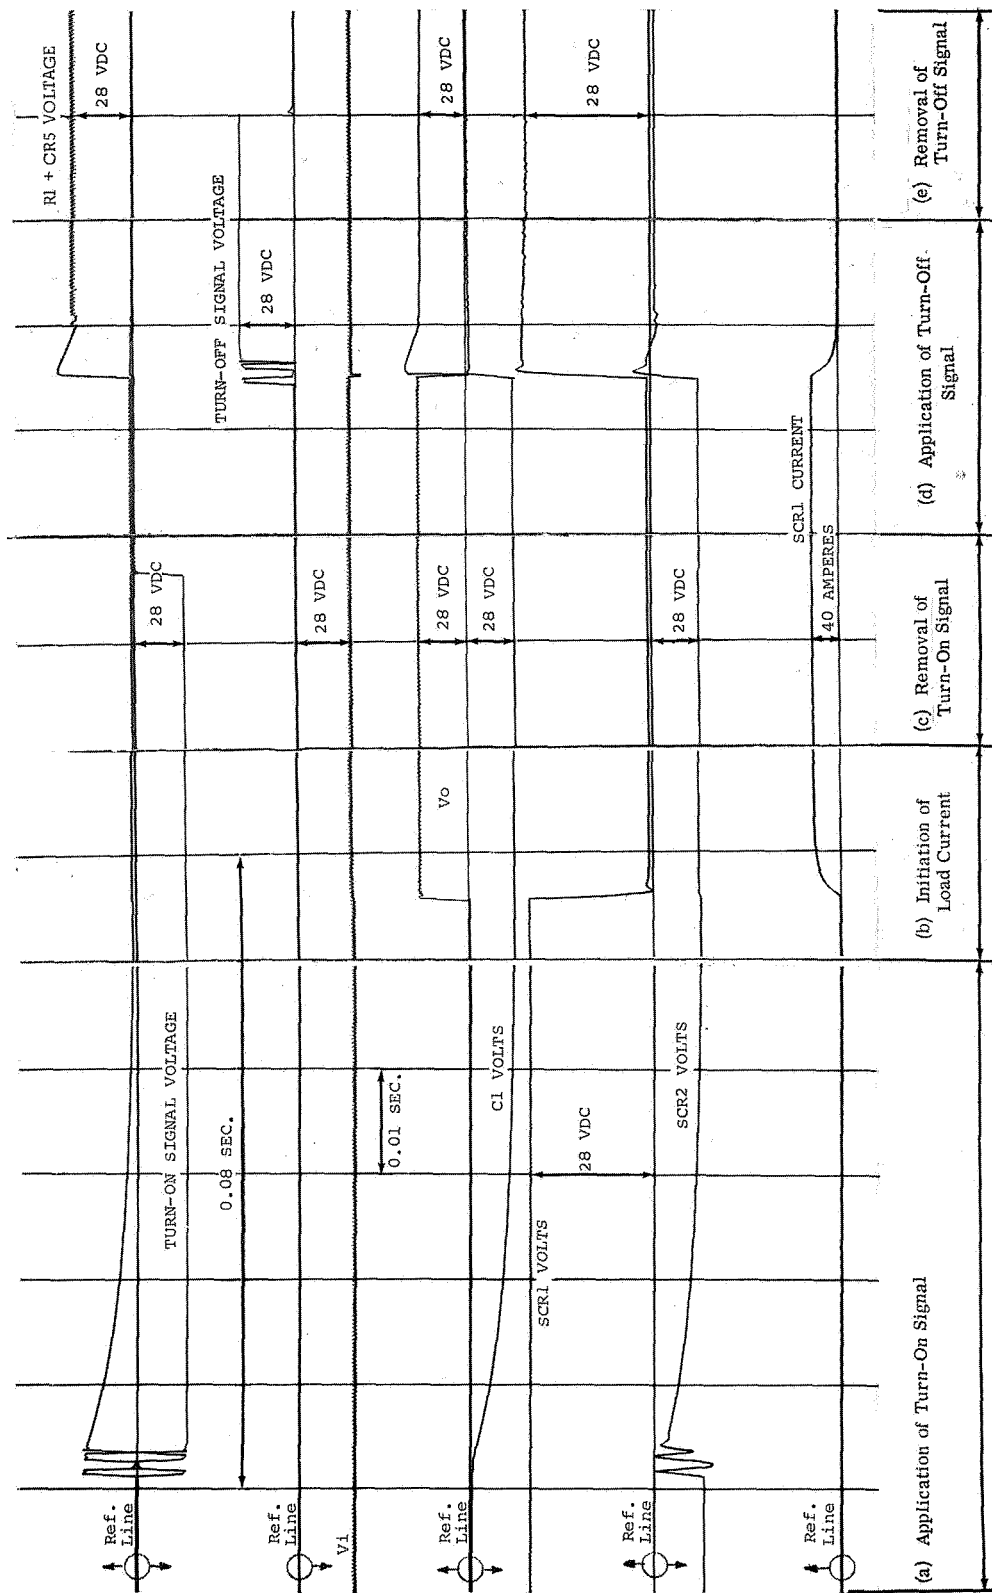 R1 + CR5 VOLTAGE
28 VDC
Ref.
Line
TURN-ON SIGNAL VOLTAGE
28 VDC
0.08 SEC.
TURN-OFF SIGNAL VOLTAGE
28 VDC
Ref.
Line
Vi
28 VDC
0.01 SEC.
Ref.
Line
Vo
28 VDC
28 VDC
28 VDC
C1 VOLTS
SCR1 VOLTS
28 VDC
28 VDC
Ref.
Line
SCR2 VOLTS
28 VDC
SCR1 CURRENT
40 AMPERES
Ref.
Line
(a) Application of Turn-On Signal
(b) Initiation of
Load Current
(c) Removal of
Turn-On Signal
(d) Application of Turn-Off
Signal
(e) Removal of
Turn-Off Signal